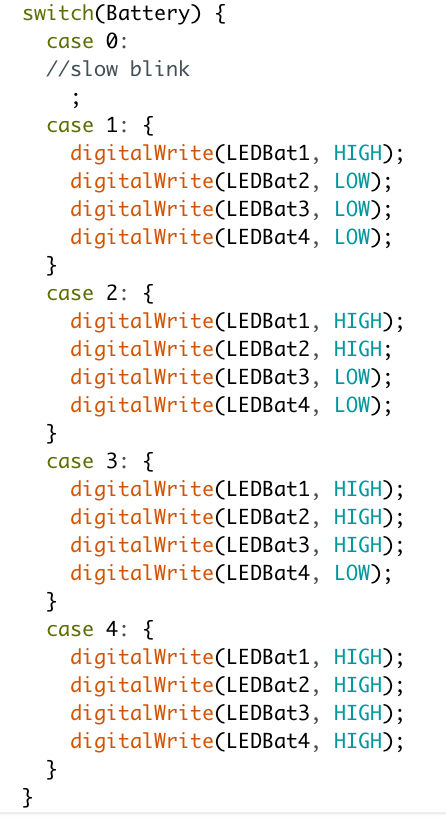 switch(Battery) {
  case 0:
  //slow blink
    ;
  case 1: {
    digitalWrite(LEDBat1, HIGH);
    digitalWrite(LEDBat2, LOW);
    digitalWrite(LEDBat3, LOW);
    digitalWrite(LEDBat4, LOW);
  }
  case 2: {
    digitalWrite(LEDBat1, HIGH);
    digitalWrite(LEDBat2, HIGH;
    digitalWrite(LEDBat3, LOW);
    digitalWrite(LEDBat4, LOW);
  }
  case 3: {
    digitalWrite(LEDBat1, HIGH);
    digitalWrite(LEDBat2, HIGH);
    digitalWrite(LEDBat3, HIGH);
    digitalWrite(LEDBat4, LOW);
  }
  case 4: {
    digitalWrite(LEDBat1, HIGH);
    digitalWrite(LEDBat2, HIGH);
    digitalWrite(LEDBat3, HIGH);
    digitalWrite(LEDBat4, HIGH);
  }
}